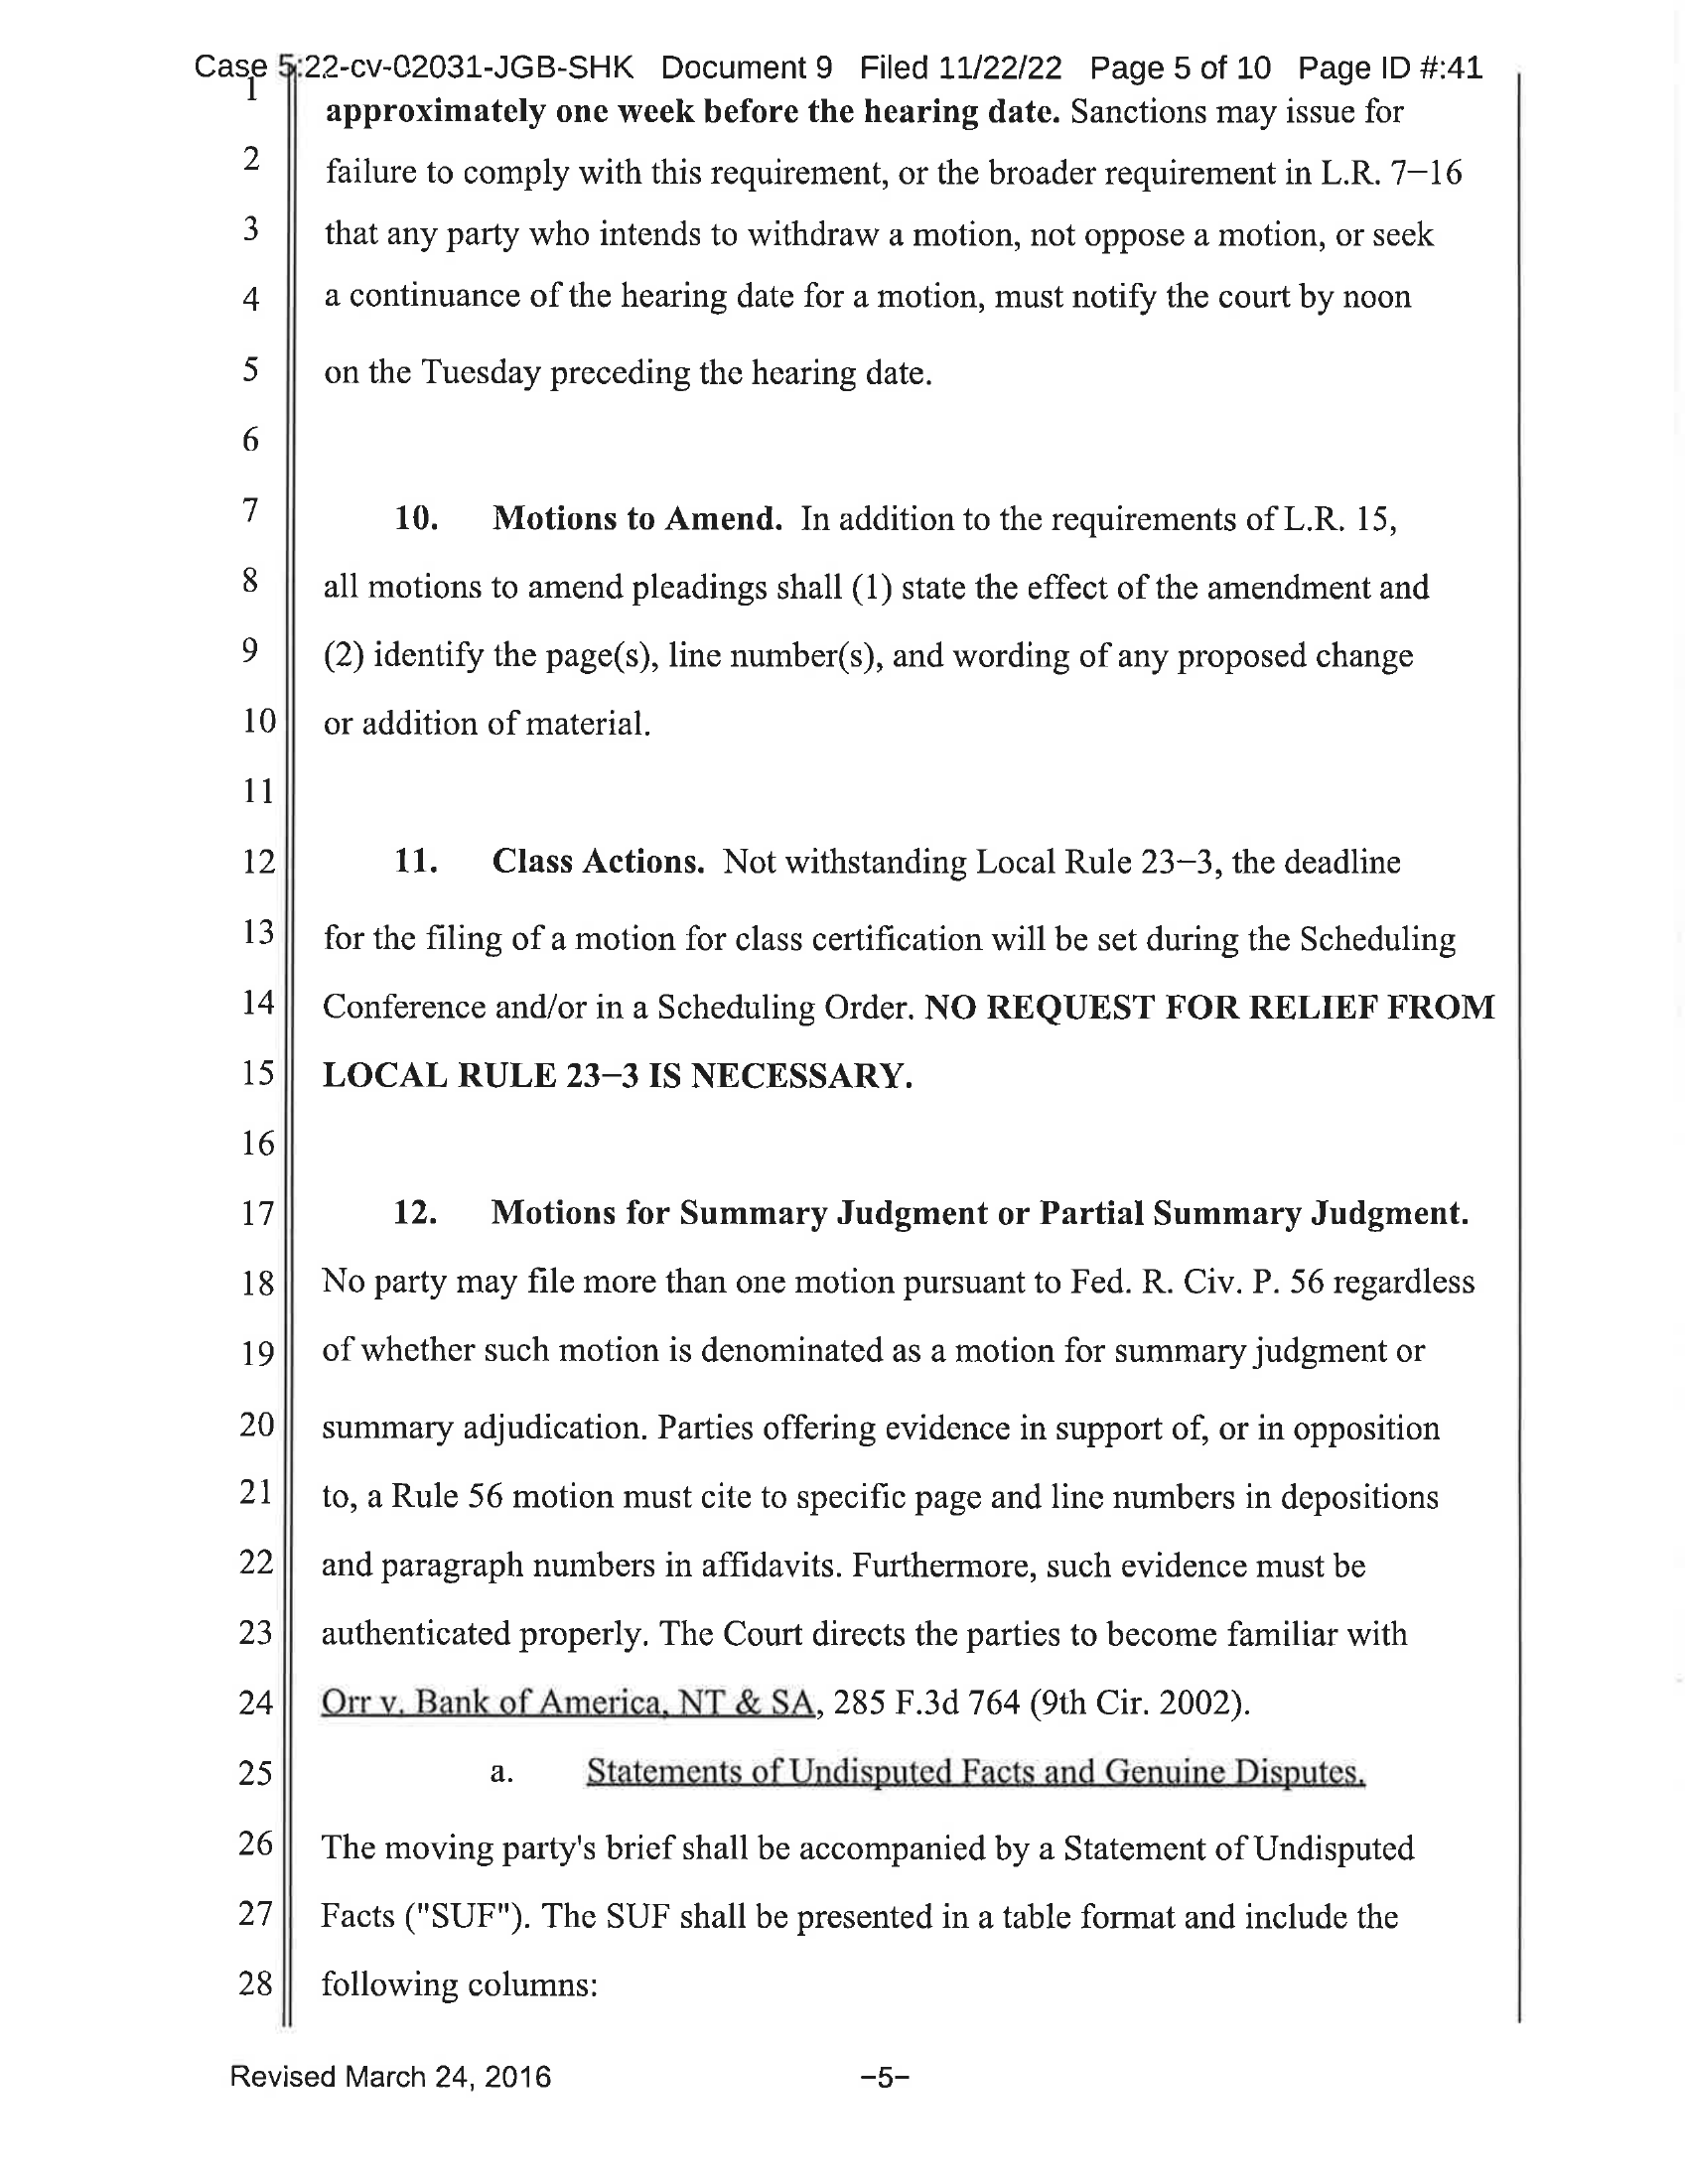 Case 5:22-cv-02031-JGB-SHK Document 9 Filed 11/22/22 Page 5 of 10 Page ID #:41
1 approximately one week before the hearing date. Sanctions may issue for
2 failure to comply with this requirement, or the broader requirement in L.R. 7–16
3 that any party who intends to withdraw a motion, not oppose a motion, or seek
4 a continuance of the hearing date for a motion, must notify the court by noon
5 on the Tuesday preceding the hearing date.
6
7 10. Motions to Amend. In addition to the requirements of L.R. 15,
8 all motions to amend pleadings shall (1) state the effect of the amendment and
9 (2) identify the page(s), line number(s), and wording of any proposed change
10 or addition of material.
11
12 11. Class Actions. Not withstanding Local Rule 23–3, the deadline
13 for the filing of a motion for class certification will be set during the Scheduling
14 Conference and/or in a Scheduling Order. NO REQUEST FOR RELIEF FROM
15 LOCAL RULE 23–3 IS NECESSARY.
16
17 12. Motions for Summary Judgment or Partial Summary Judgment.
18 No party may file more than one motion pursuant to Fed. R. Civ. P. 56 regardless
19 of whether such motion is denominated as a motion for summary judgment or
20 summary adjudication. Parties offering evidence in support of, or in opposition
21 to, a Rule 56 motion must cite to specific page and line numbers in depositions
22 and paragraph numbers in affidavits. Furthermore, such evidence must be
23 authenticated properly. The Court directs the parties to become familiar with
24 Orr v. Bank of America, NT & SA, 285 F.3d 764 (9th Cir. 2002).
25 a. Statements of Undisputed Facts and Genuine Disputes.
26 The moving party's brief shall be accompanied by a Statement of Undisputed
27 Facts ("SUF"). The SUF shall be presented in a table format and include the
28 following columns:
Revised March 24, 2016 –5–